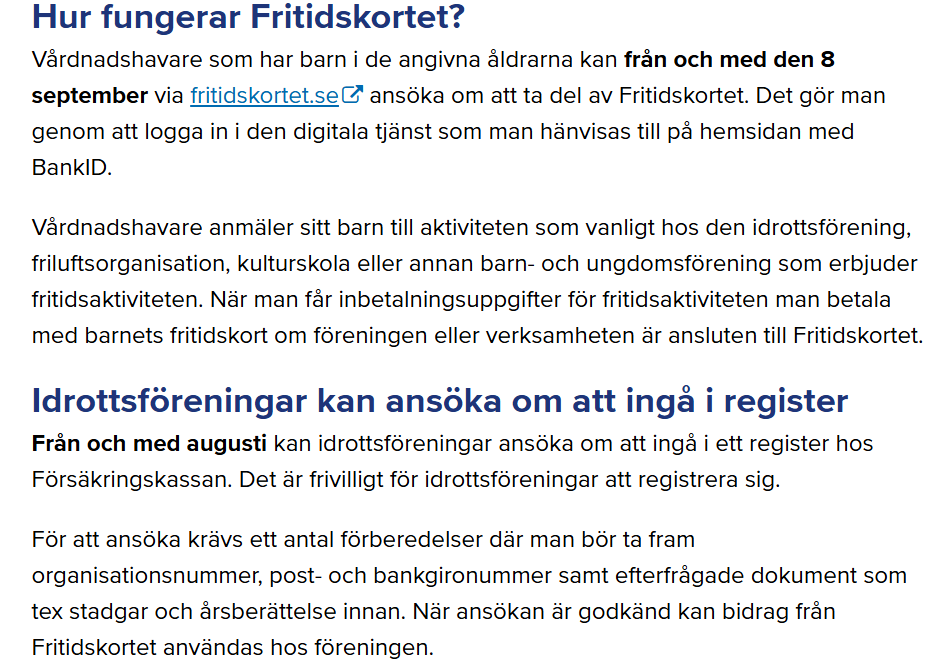 Hur fungerar Fritidskortet?
Vårdnadshavare som har barn i de angivna åldrarna kan från och med den 8
september via fritidskortet.se ansöka om att ta del av Fritidskortet. Det gör man
genom att logga in i den digitala tjänst som man hänvisas till på hemsidan med
BankID.
Vårdnadshavare anmäler sitt barn till aktiviteten som vanligt hos den idrottsförening,
friluftsorganisation, kulturskola eller annan barn- och ungdomsförening som erbjuder
fritidsaktiviteten. När man får inbetalningsuppgifter för fritidsaktiviteten man betala
med barnets fritidskort om föreningen eller verksamheten är ansluten till Fritidskortet.
Idrottsföreningar kan ansöka om att ingå i register
Från och med augusti kan idrottsföreningar ansöka om att ingå i ett register hos
Försäkringskassan. Det är frivilligt för idrottsföreningar att registrera sig.
För att ansöka krävs ett antal förberedelser där man bör ta fram
organisationsnummer, post- och bankgironummer samt efterfrågade dokument som
tex stadgar och årsberättelse innan. När ansökan är godkänd kan bidrag från
Fritidskortet användas hos föreningen.